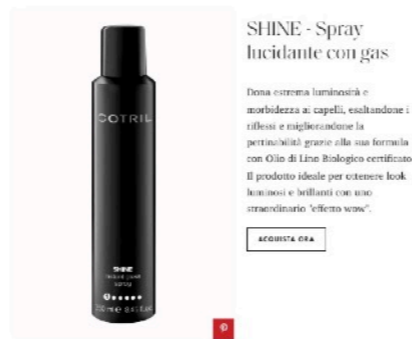 COTRIL
SHINE
spray
SHINE - Spray
lucidante con gas
Dona estrema luminosità e
morbidezza ai capelli, esaltandone i
riflessi e migliorandone la
pettinabilità grazie alla sua formula
con Olio di Lino Biologico certificato
Il prodotto ideale per ottenere look
luminosi e brillanti con uno
straordinario "effetto wow".
ACQUISTA ORA